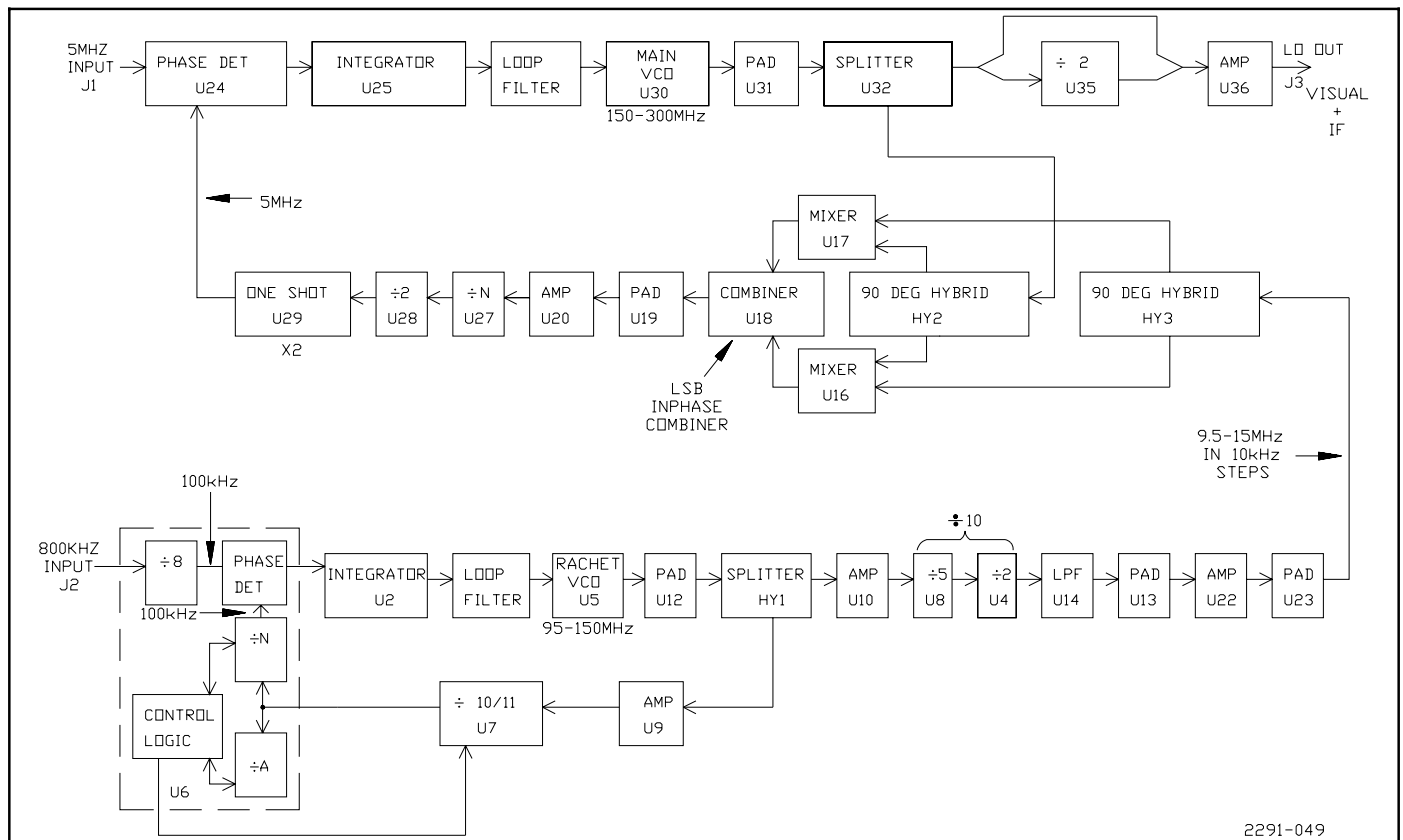 5MHZ
INPUT
J1
PHASE DET
U24
INTEGRATOR
U25
LOOP
FILTER
MAIN
VCO
U30
150-300MHz
PAD
U31
SPLITTER
U32
÷ 2
U35
AMP
U36
LO OUT
J3
VISUAL
+
IF
5MHz
MIXER
U17
ONE SHOT
U29
X2
÷2
U28
÷N
U27
AMP
U20
PAD
U19
COMBINER
U18
90 DEG HYBRID
HY2
90 DEG HYBRID
HY3
MIXER
U16
LSB
INPHASE
COMBINER
9.5-15MHz
IN 10kHz
STEPS
100kHz
800KHZ
INPUT
J2
÷8
PHASE
DET
100kHz
INTEGRATOR
U2
LOOP
FILTER
RACHET
VCO
U5
95-150MHz
PAD
U12
SPLITTER
HY1
AMP
U10
÷10
÷5
U8
÷2
U4
LPF
U14
PAD
U13
AMP
U22
PAD
U23
÷N
CONTROL
LOGIC
÷A
U6
÷ 10/11
U7
AMP
U9
2291-049